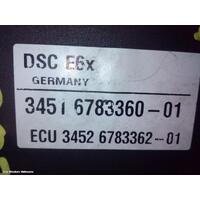 DSC E6x
GERMANY
3451 6783360-01
ECU 3452 6783362-01